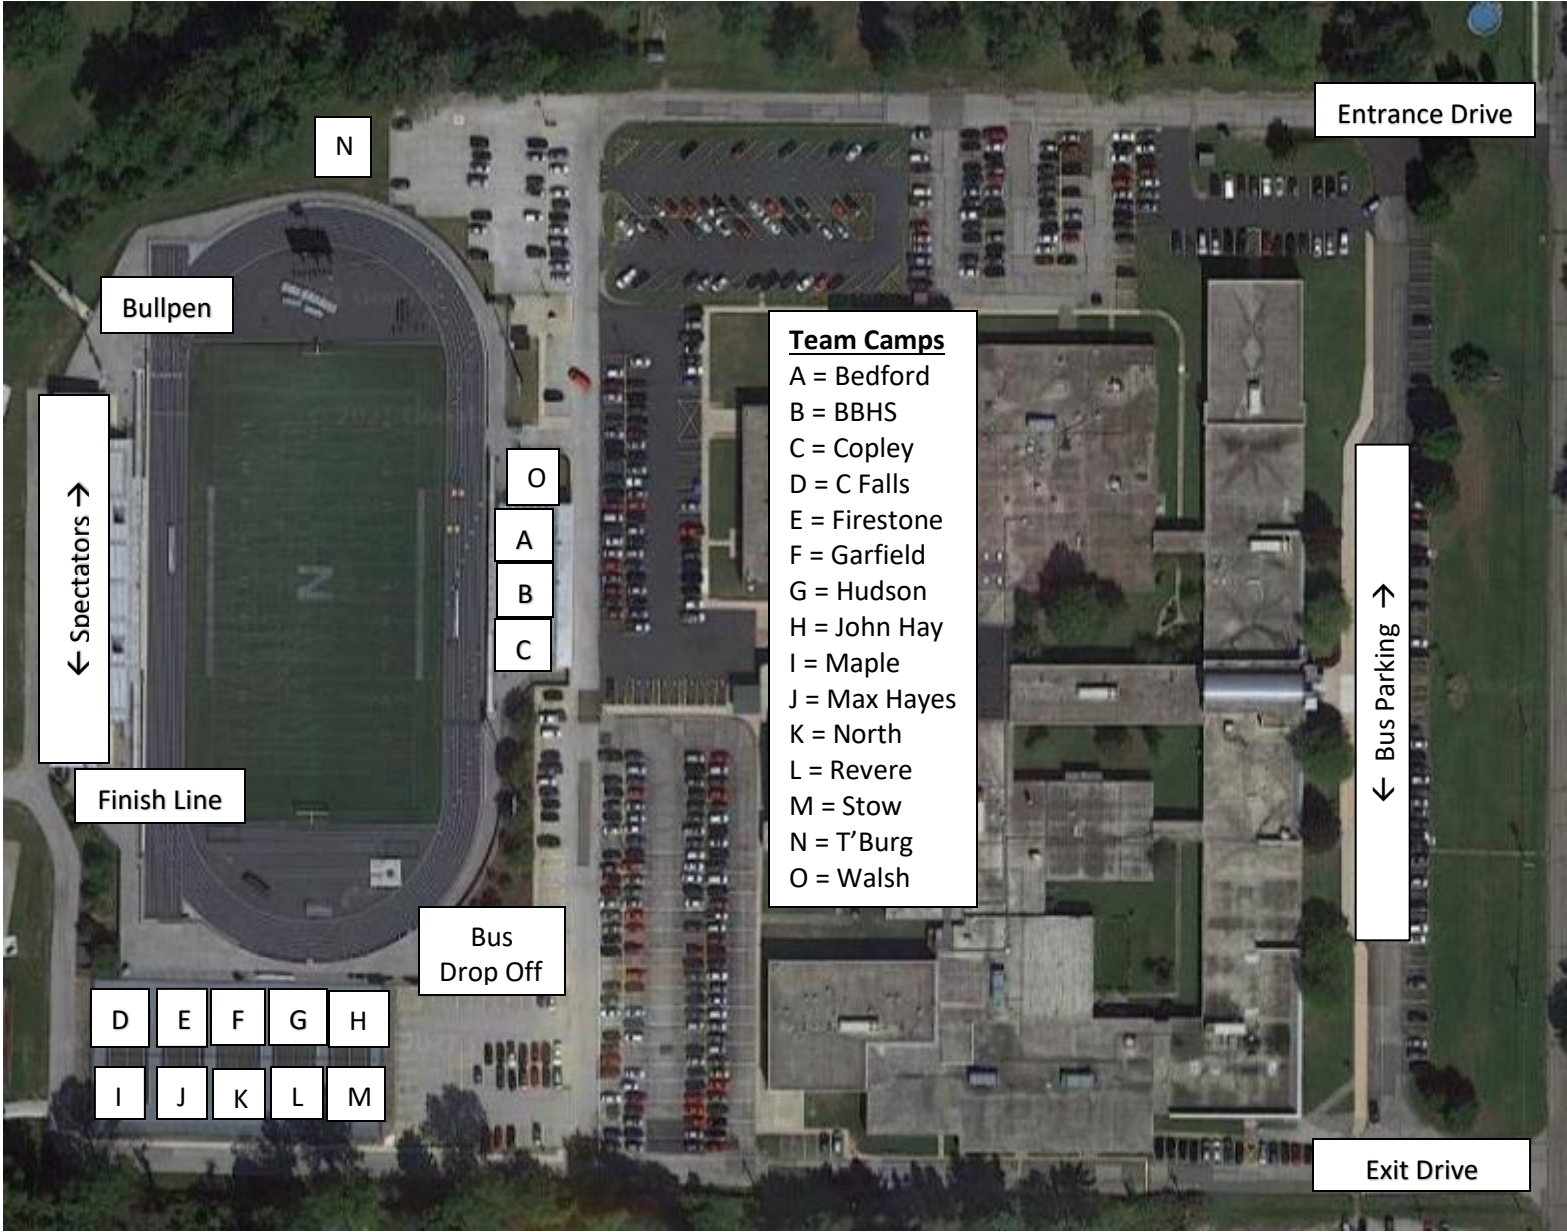 Entrance Drive
N
Bullpen
Team Camps
A = Bedford
B = BBHS
C = Copley
D = C Falls
E = Firestone
F = Garfield
G = Hudson
H = John Hay
I = Maple
J = Max Hayes
K = North
L = Revere
M = Stow
N = T’Burg
O = Walsh
← Spectators →
O
A
B
C
N
← Bus Parking →
Finish Line
Bus
Drop Off
D E F G H
I J K L M
Exit Drive